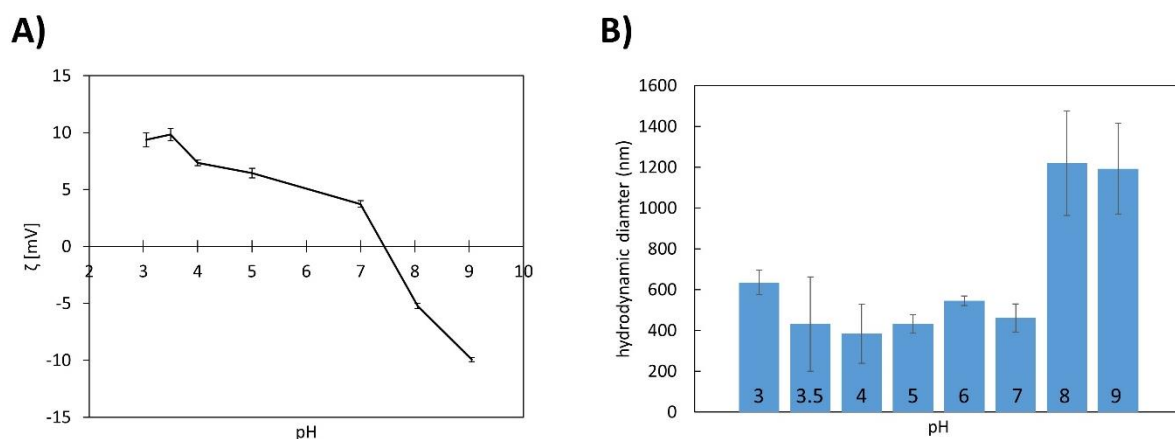 A)
15
10
5
0
-5
-10
-15
ζ [mV]
2 3 4 5 6 7 8 9 10
pH
B)
1600
1400
1200
1000
800
600
400
200
0
hydrodynamic diamter (nm)
3 3.5 4 5 6 7 8 9
pH